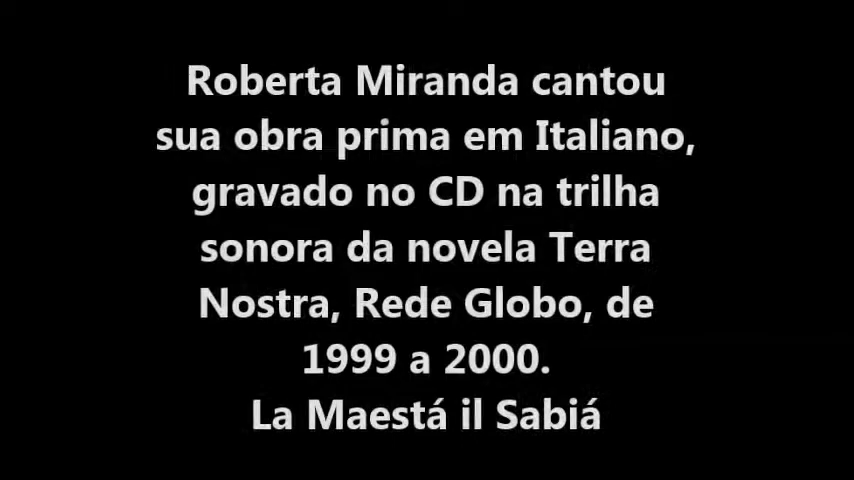 Roberta Miranda cantou
sua obra prima em Italiano,
gravado no CD na trilha
sonora da novela Terra
Nostra, Rede Globo, de
1999 a 2000.
La Maestá il Sabiá